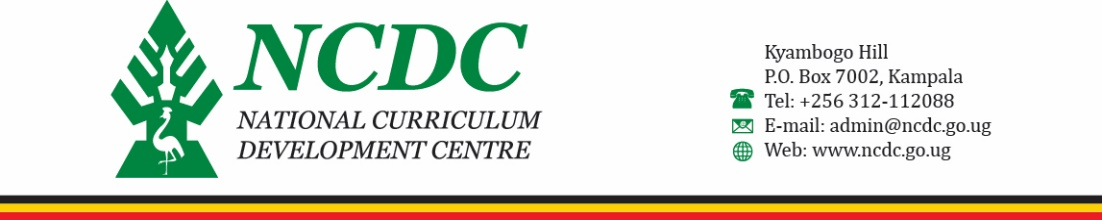 NCDC
NATIONAL CURRICULUM
DEVELOPMENT CENTRE
Kyambogo Hill
P.O. Box 7002, Kampala
Tel: +256 312-112088
E-mail: admin@ncdc.go.ug
Web: www.ncdc.go.ug